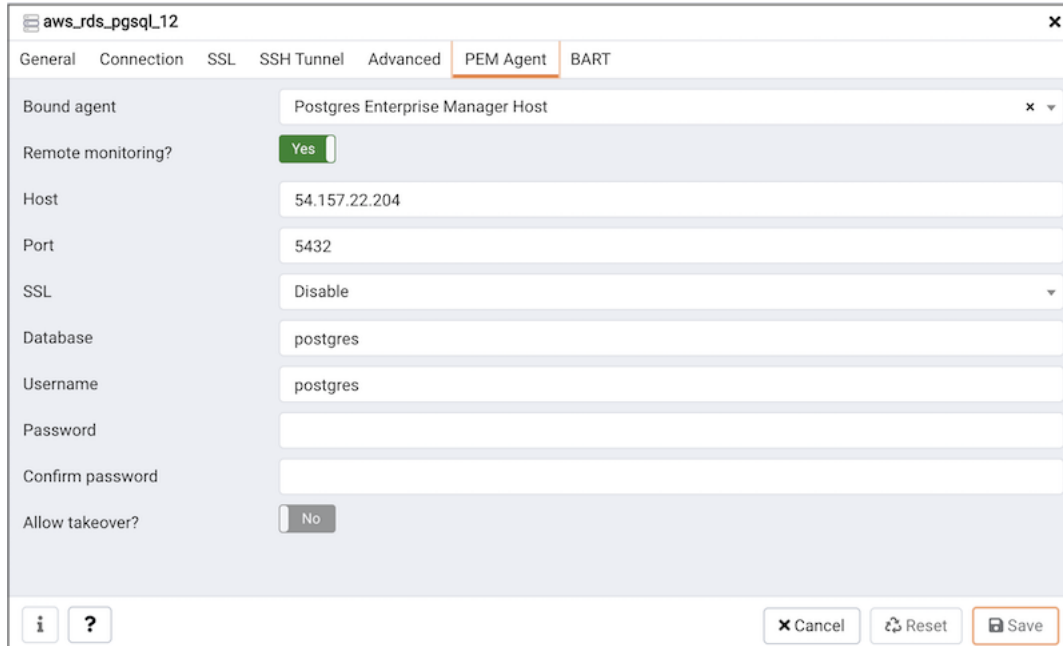 aws_rds_pgsql_12
General Connection SSL SSH Tunnel Advanced PEM Agent BART
Bound agent Postgres Enterprise Manager Host
Remote monitoring? Yes
Host 54.157.22.204
Port 5432
SSL Disable
Database postgres
Username postgres
Password
Confirm password
Allow takeover? No
i ? Cancel Reset Save